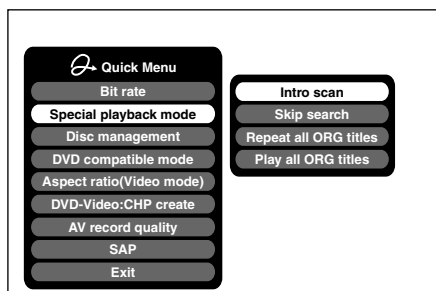 Quick Menu
Bit rate
Special playback mode
Disc management
DVD compatible mode
Aspect ratio(Video mode)
DVD-Video:CHP create
AV record quality
SAP
Exit
Intro scan
Skip search
Repeat all ORG titles
Play all ORG titles